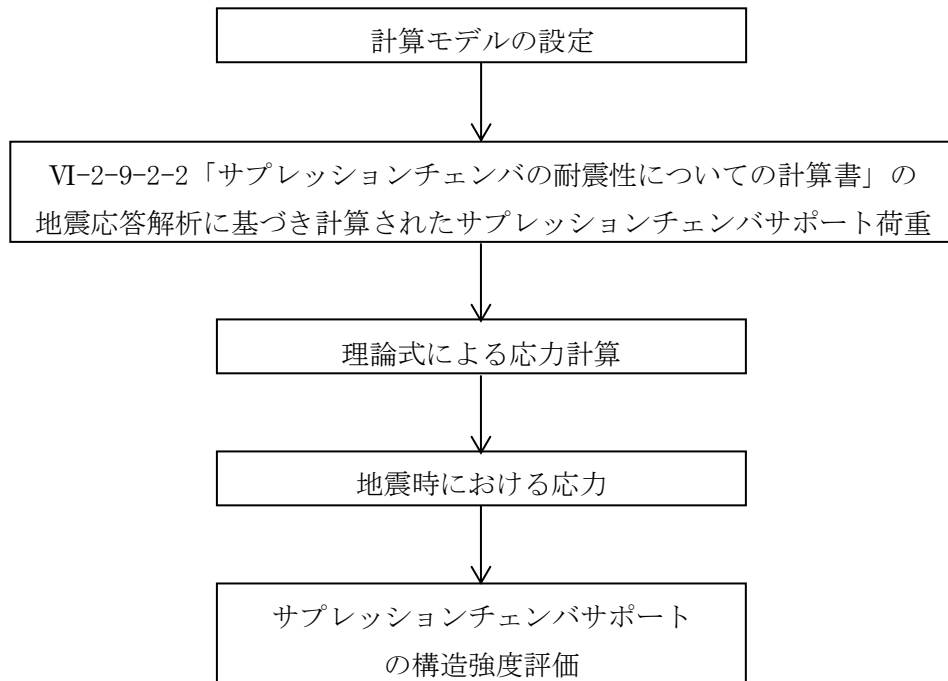 計算モデルの設定
Ⅵ-2-9-2-2「サプレッションチェンバの耐震性についての計算書」の
地震応答解析に基づき計算されたサプレッションチェンバサポート荷重
理論式による応力計算
地震時における応力
サプレッションチェンバサポート
の構造強度評価